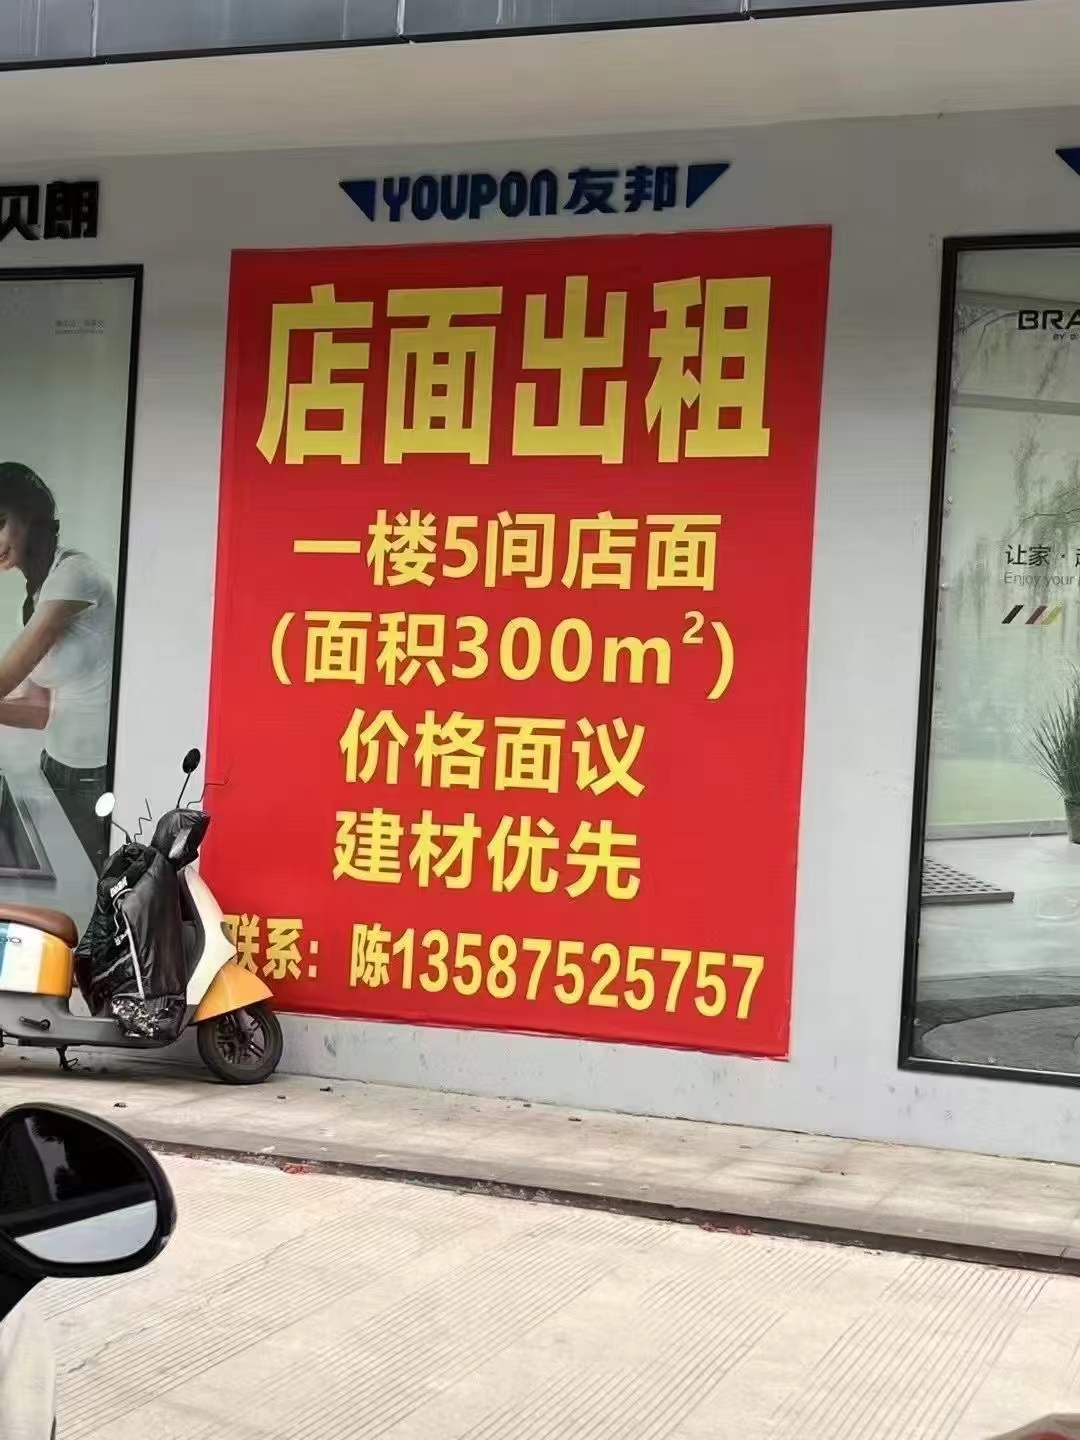 贝朗
YOUPON友邦
店面出租
一楼5间店面
(面积300m²)
价格面议
建材优先
联系：陈13587525757
BRA
让家·
Enjoy your